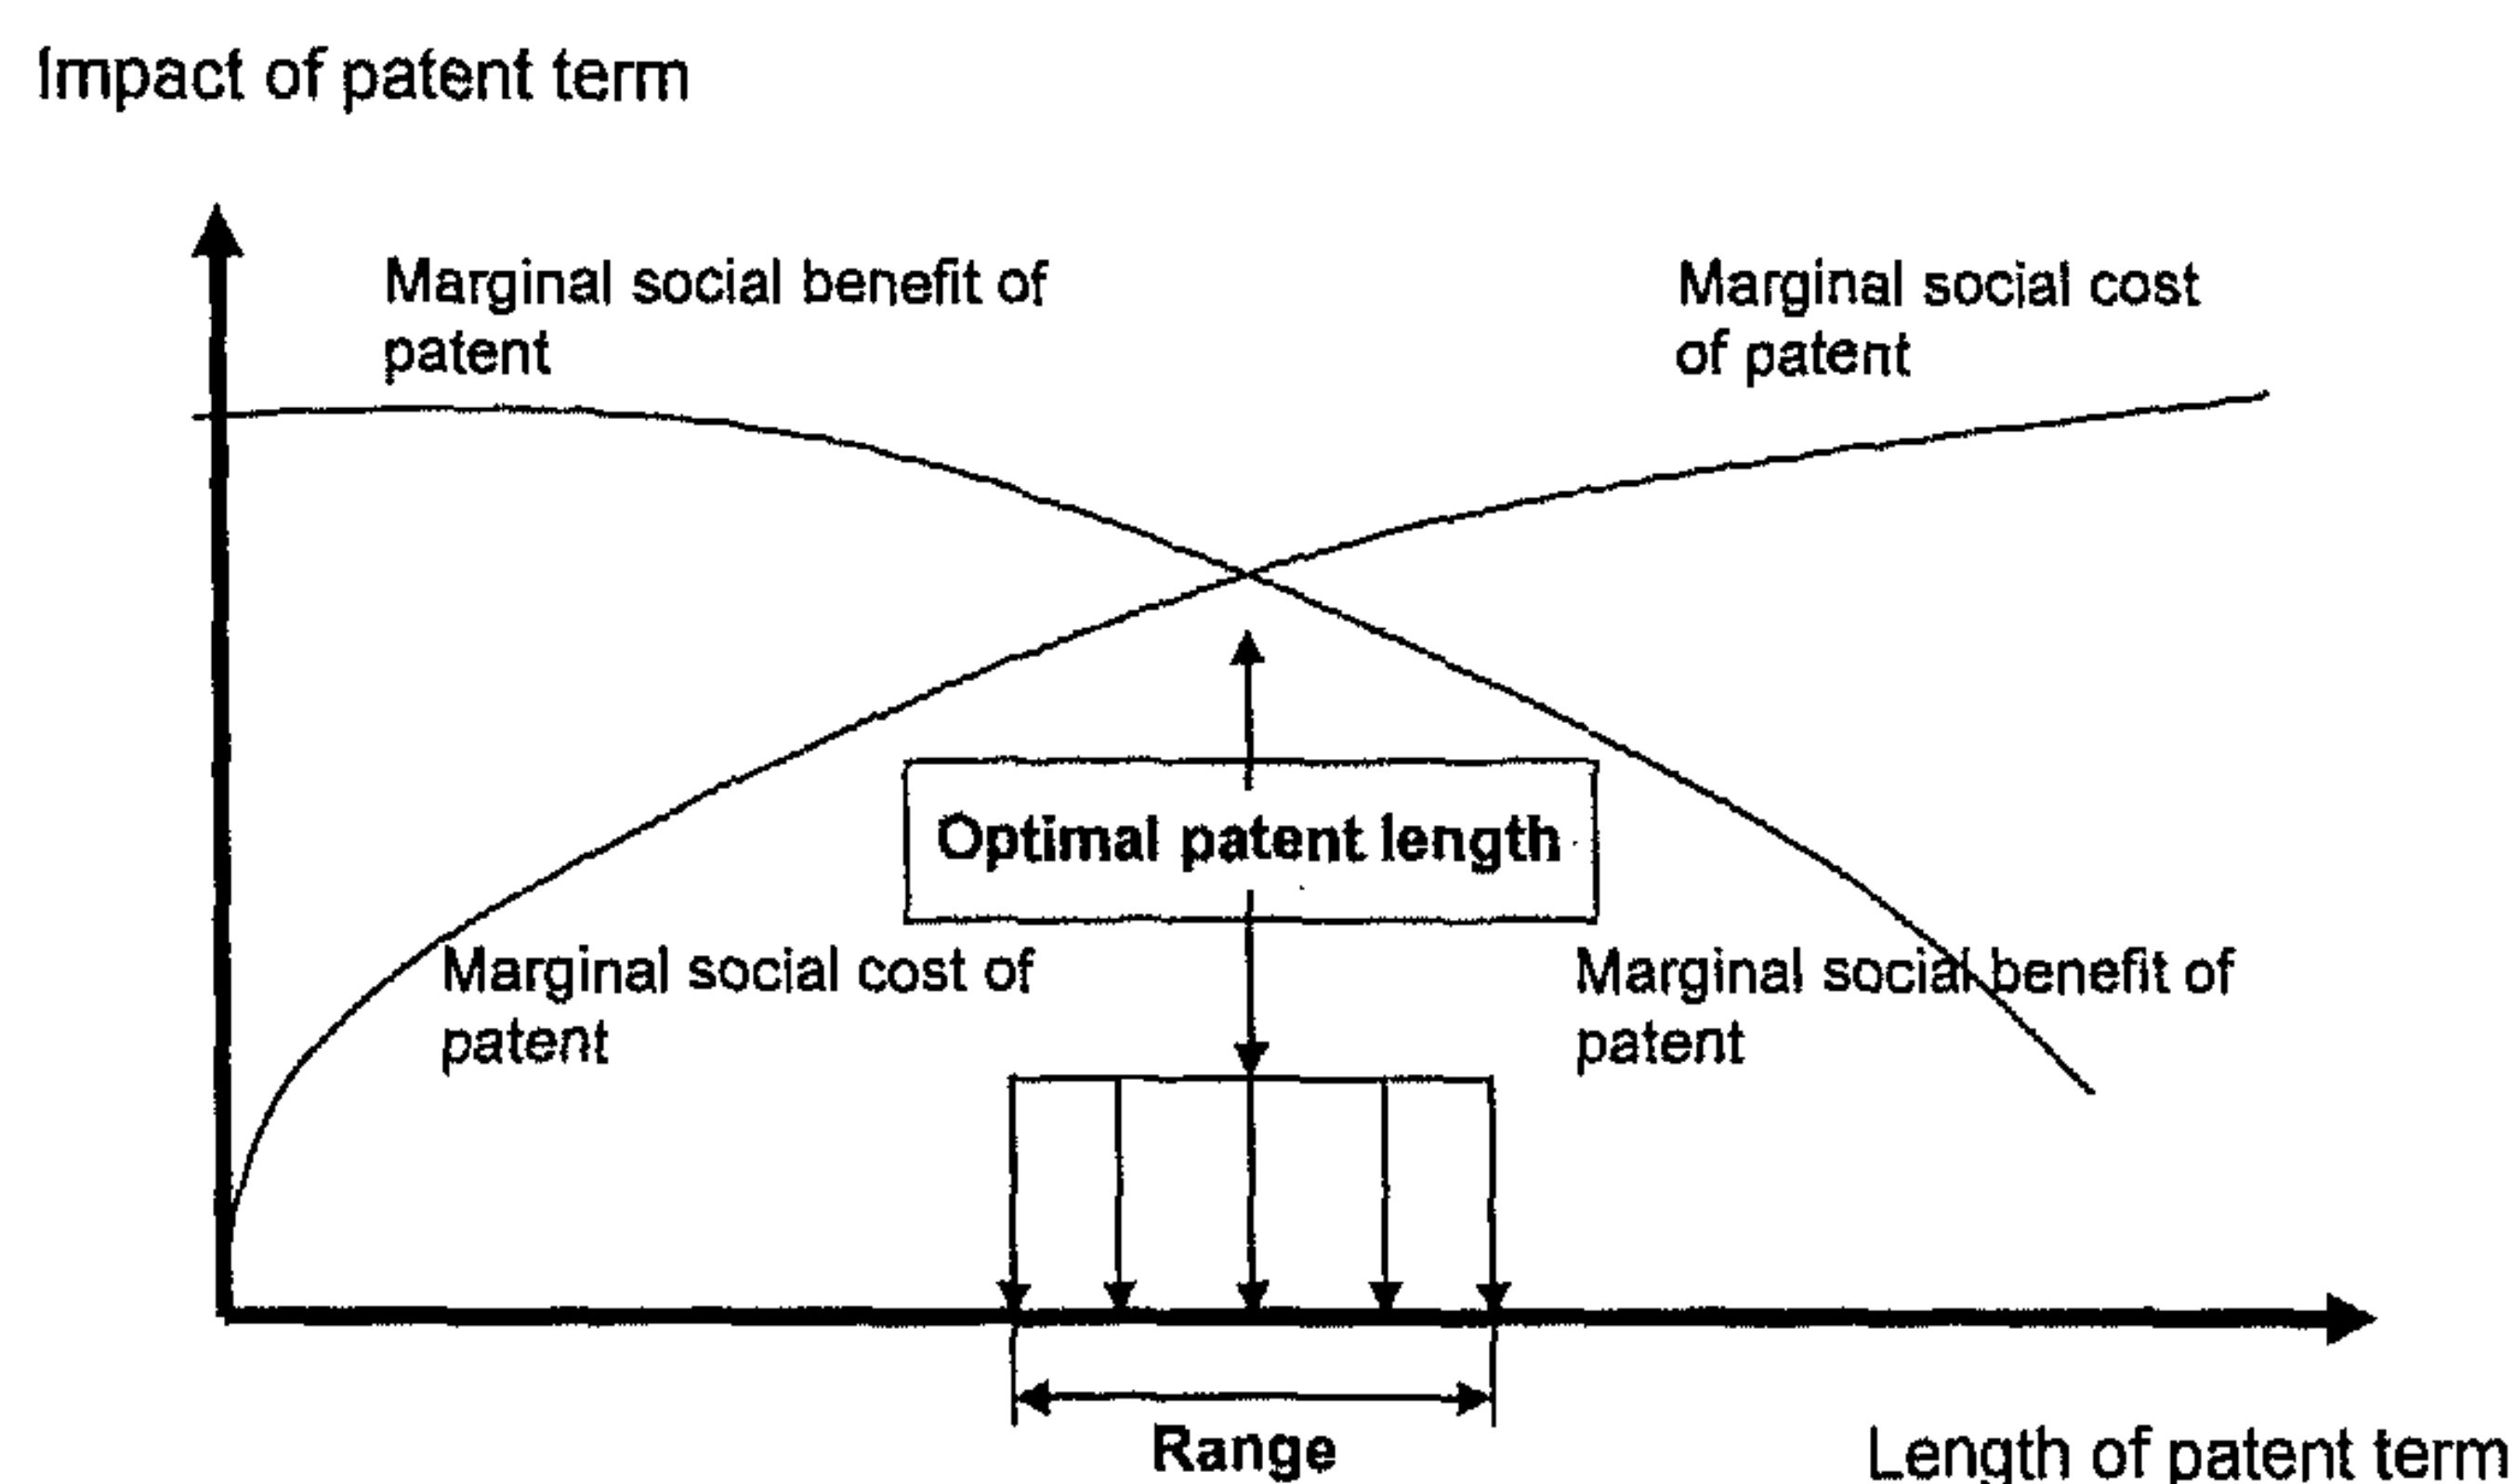 Impact of patent term
Marginal social benefit of
patent
Marginal social cost
of patent
Optimal patent length
Marginal social cost of
patent
Marginal social benefit of
patent
Range
Length of patent term